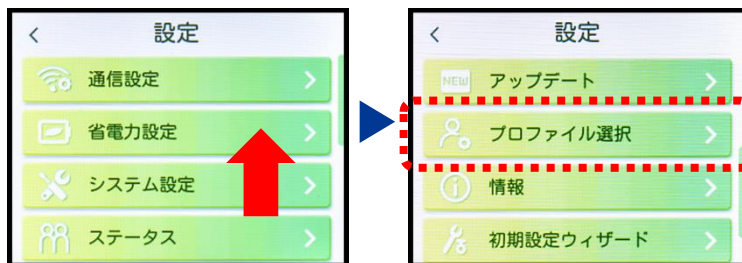 設定
通信設定
省電力設定
システム設定
ステータス
設定
NEW アップデート
プロファイル選択
情報
初期設定ウィザード